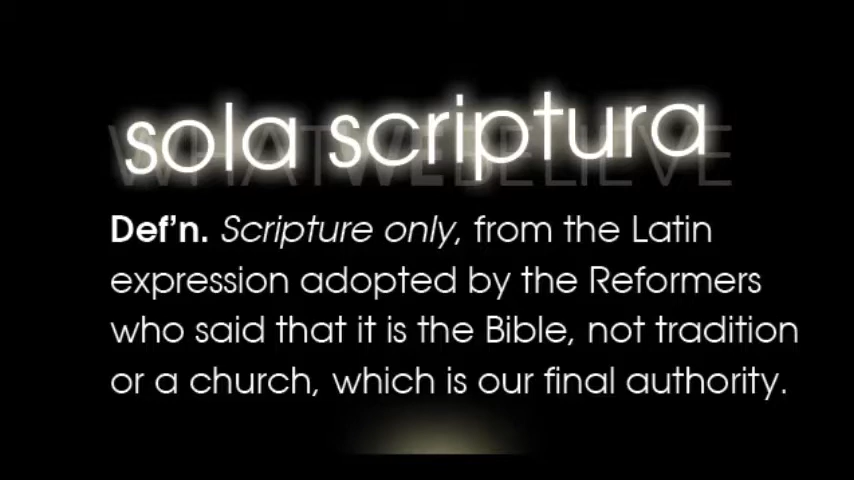 sola scriptura
WHATWEBELIEVE
Def’n. Scripture only, from the Latin
expression adopted by the Reformers
who said that it is the Bible, not tradition
or a church, which is our final authority.